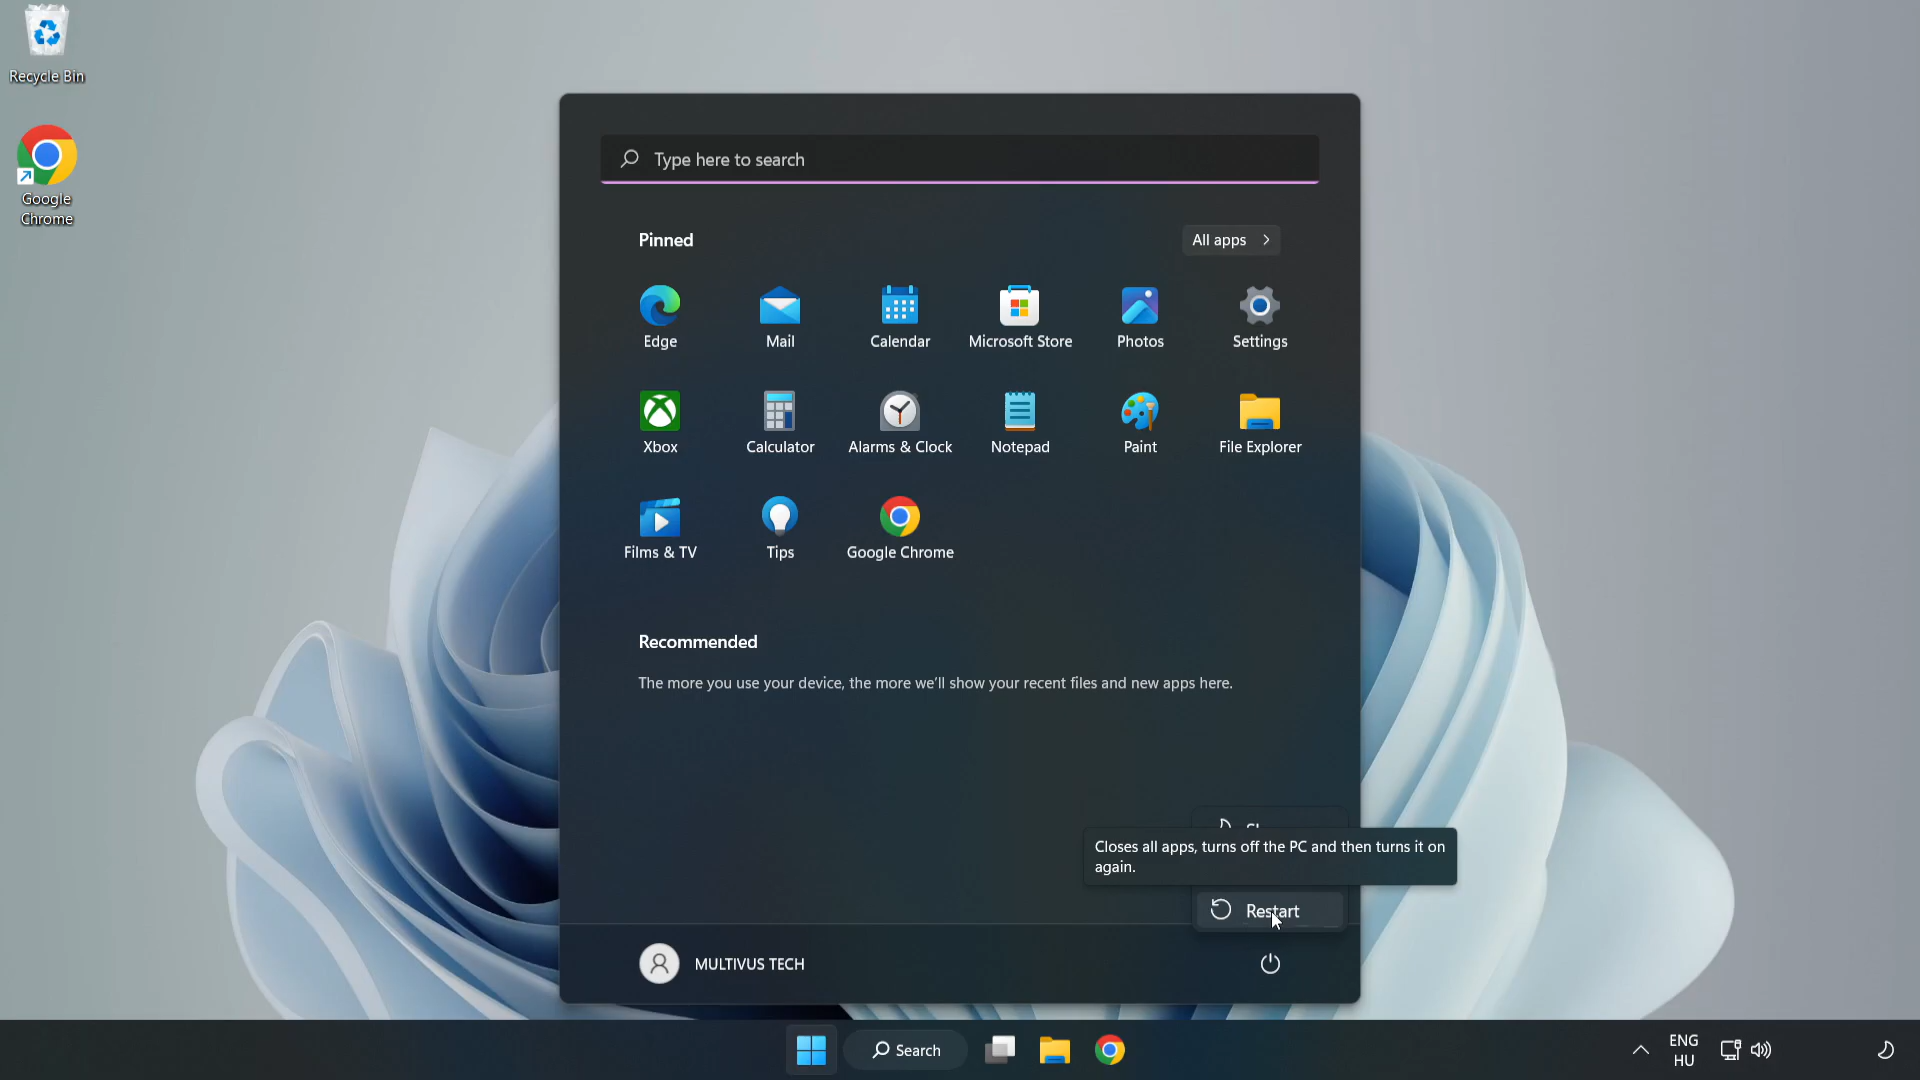 Recycle Bin
Google
Chrome
Type here to search
Pinned
All apps
Edge
Mail
Calendar
Microsoft Store
Photos
Settings
Xbox
Calculator
Alarms & Clock
Notepad
Paint
File Explorer
Films & TV
Tips
Google Chrome
Recommended
The more you use your device, the more we'll show your recent files and new apps here.
Closes all apps, turns off the PC and then turns it on
again.
Restart
MULTIVUS TECH
Search
ENG
HU